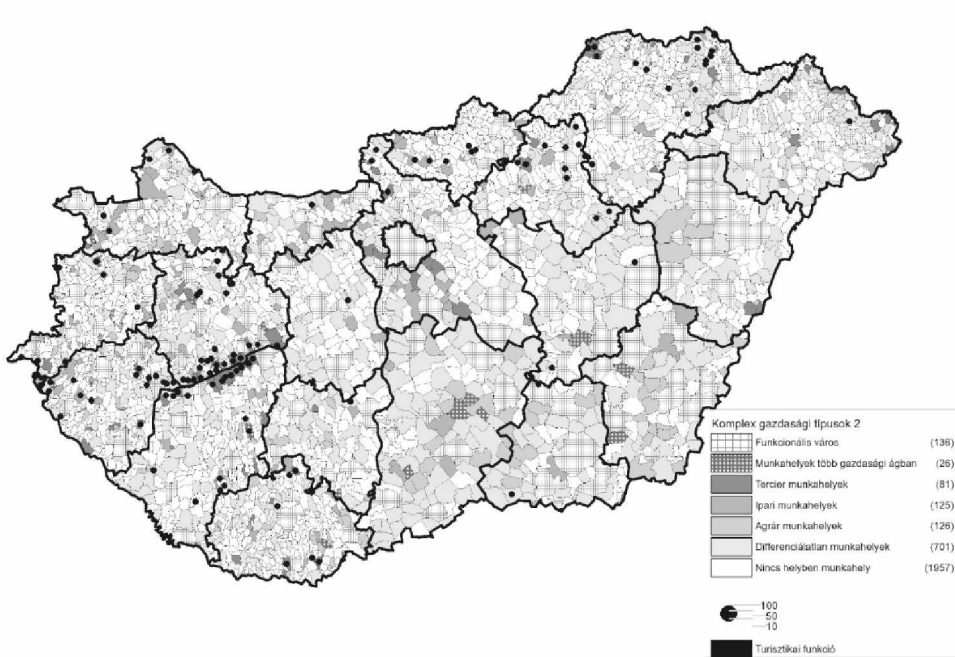 Komplex gazdasági típusok 2
Funkcionális város (136)
Munkahelyek több gazdasági ágban (26)
Tercier munkahelyek (81)
Ipari munkahelyek (125)
Agrár munkahelyek (126)
Differenciálatlan munkahelyek (701)
Nincs helyben munkahely (1957)
100
50
10
Turisztikai funkció